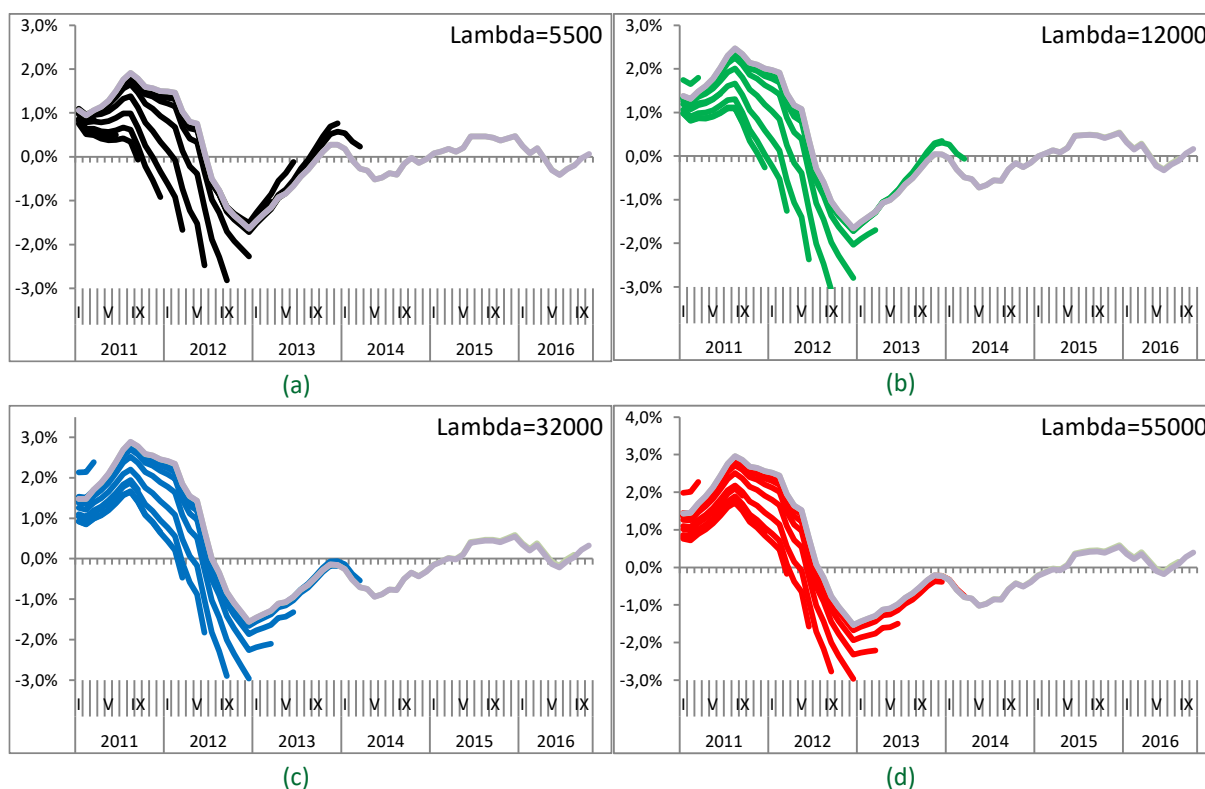 3,0%
Lambda=5500
2,0%
1,0%
0,0%
-1,0%
-2,0%
-3,0%
I V IX I V IX I V IX I V IX I V IX I V IX
2011 2012 2013 2014 2015 2016
(a)
3,0%
Lambda=12000
2,0%
1,0%
0,0%
-1,0%
-2,0%
-3,0%
I V IX I V IX I V IX I V IX I V IX I V IX
2011 2012 2013 2014 2015 2016
(b)
Lambda=32000
3,0%
2,0%
1,0%
0,0%
-1,0%
-2,0%
-3,0%
I V IX I V IX I V IX I V IX I V IX I V IX
2011 2012 2013 2014 2015 2016
(c)
4,0%
Lambda=55000
3,0%
2,0%
1,0%
0,0%
-1,0%
-2,0%
-3,0%
I V IX I V IX I V IX I V IX I V IX I V IX
2011 2012 2013 2014 2015 2016
(d)